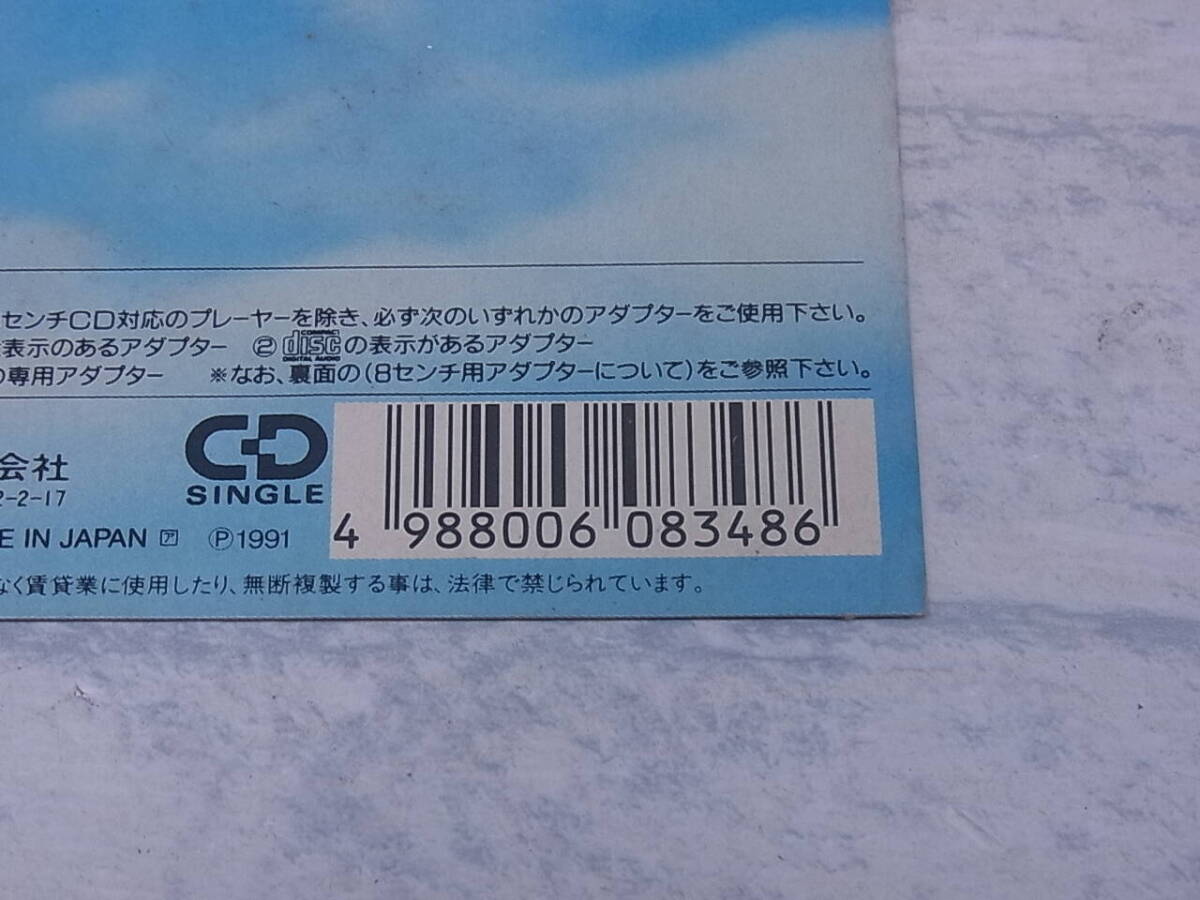 センチCD対応のプレーヤーを除き、必ず次のいずれかのアダプターをご使用下さい。
表示のあるアダプター ② COMPACT disc DIGITAL AUDIO の表示があるアダプター
専用アダプター ※なお、裏面の(8センチ用アダプターについて)をご参照下さい。
会社
2-2-17
CD
SINGLE
E IN JAPAN ア Ⓟ1991
4 988006 083486
なく賃貸業に使用したり、無断複製する事は、法律で禁じられています。